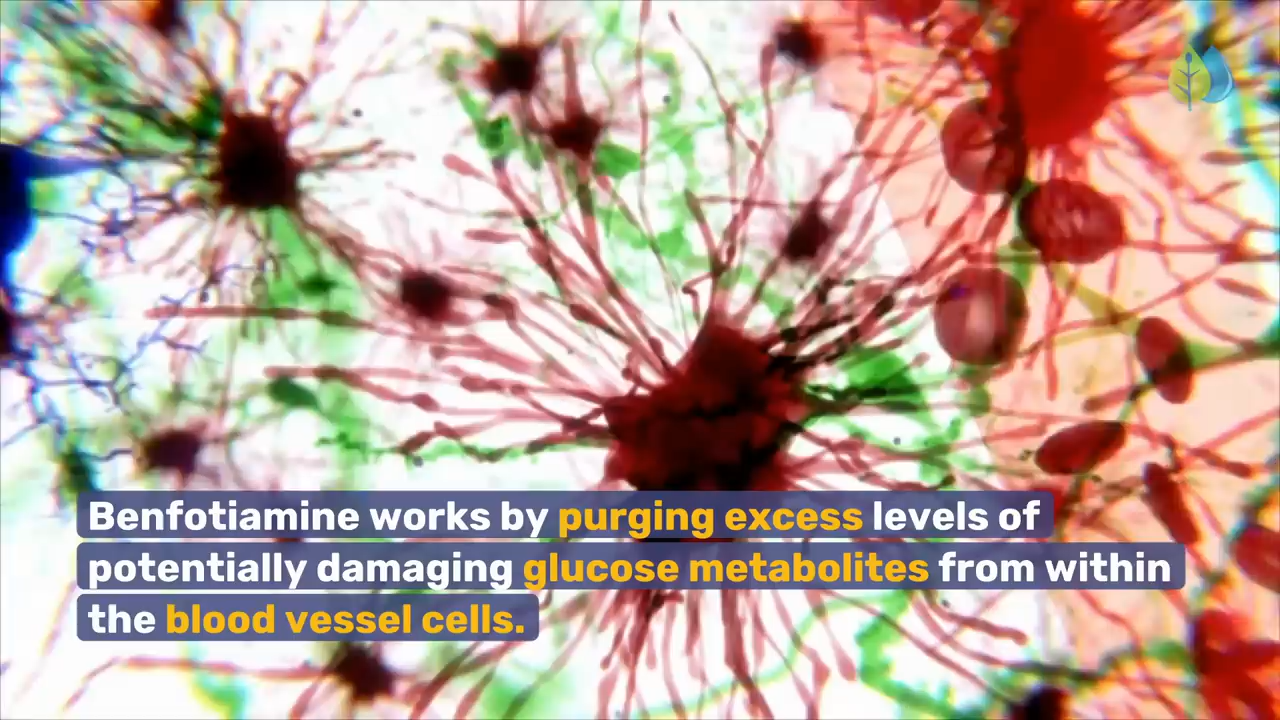 Benfotiamine works by purging excess levels of
potentially damaging glucose metabolites from within
the blood vessel cells.